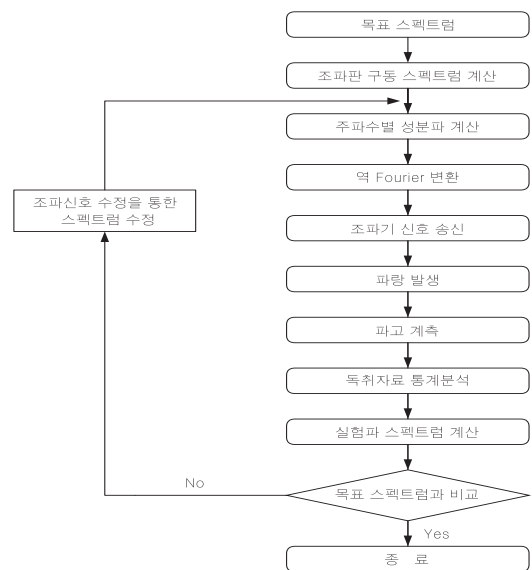 목표 스펙트럼
조파판 구동 스펙트럼 계산
주파수별 성분파 계산
역 Fourier 변환
조파신호 수정을 통한
스펙트럼 수정
조파기 신호 송신
파랑 발생
파고 계측
독취자료 통계분석
실험파 스펙트럼 계산
No
목표 스펙트럼과 비교
Yes
종 료